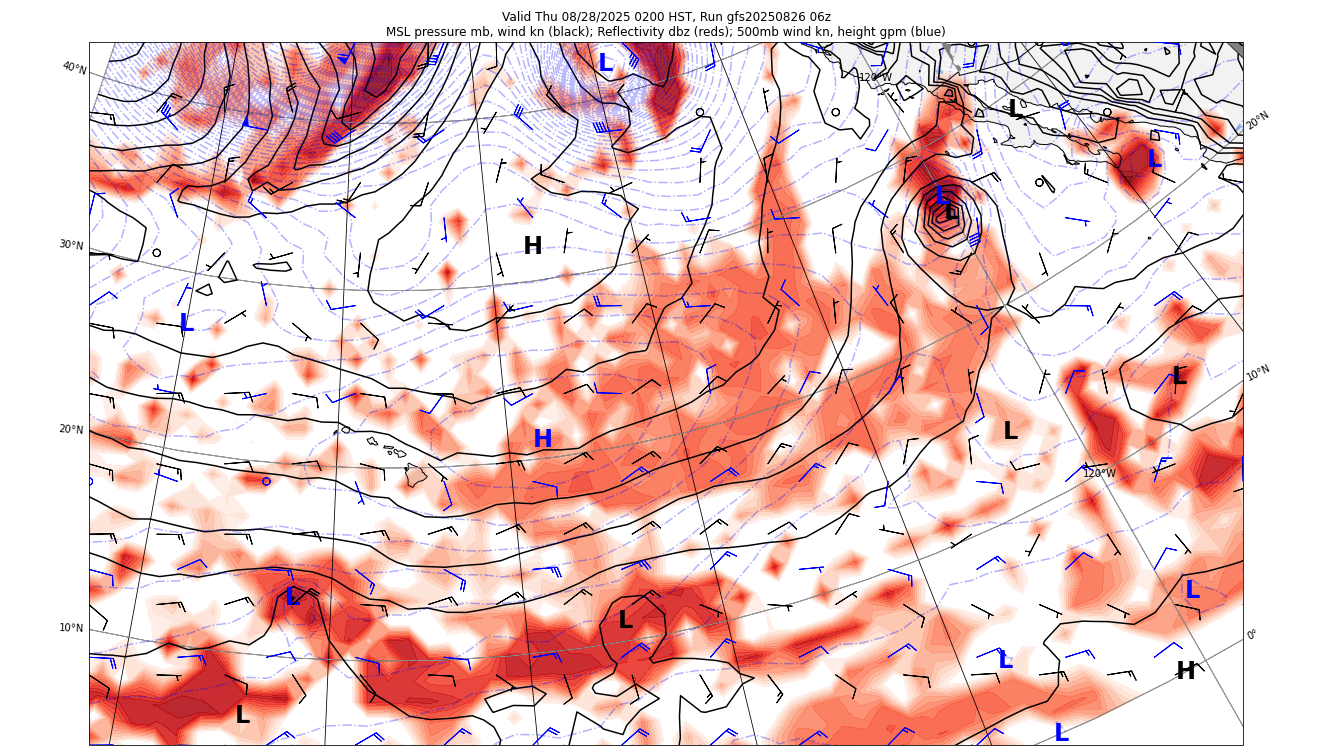 Valid Thu 08/28/2025 0200 HST, Run gfs20250826 06z
MSL pressure mb, wind kn (black); Reflectivity dbz (reds); 500mb wind kn, height gpm (blue)
40°N
L
120°W
L
20°N
L
L
L
30°N
H
L
10°N
L
20°N
H
L
120°W
L
L
10°N
L
0°
L
H
L
L